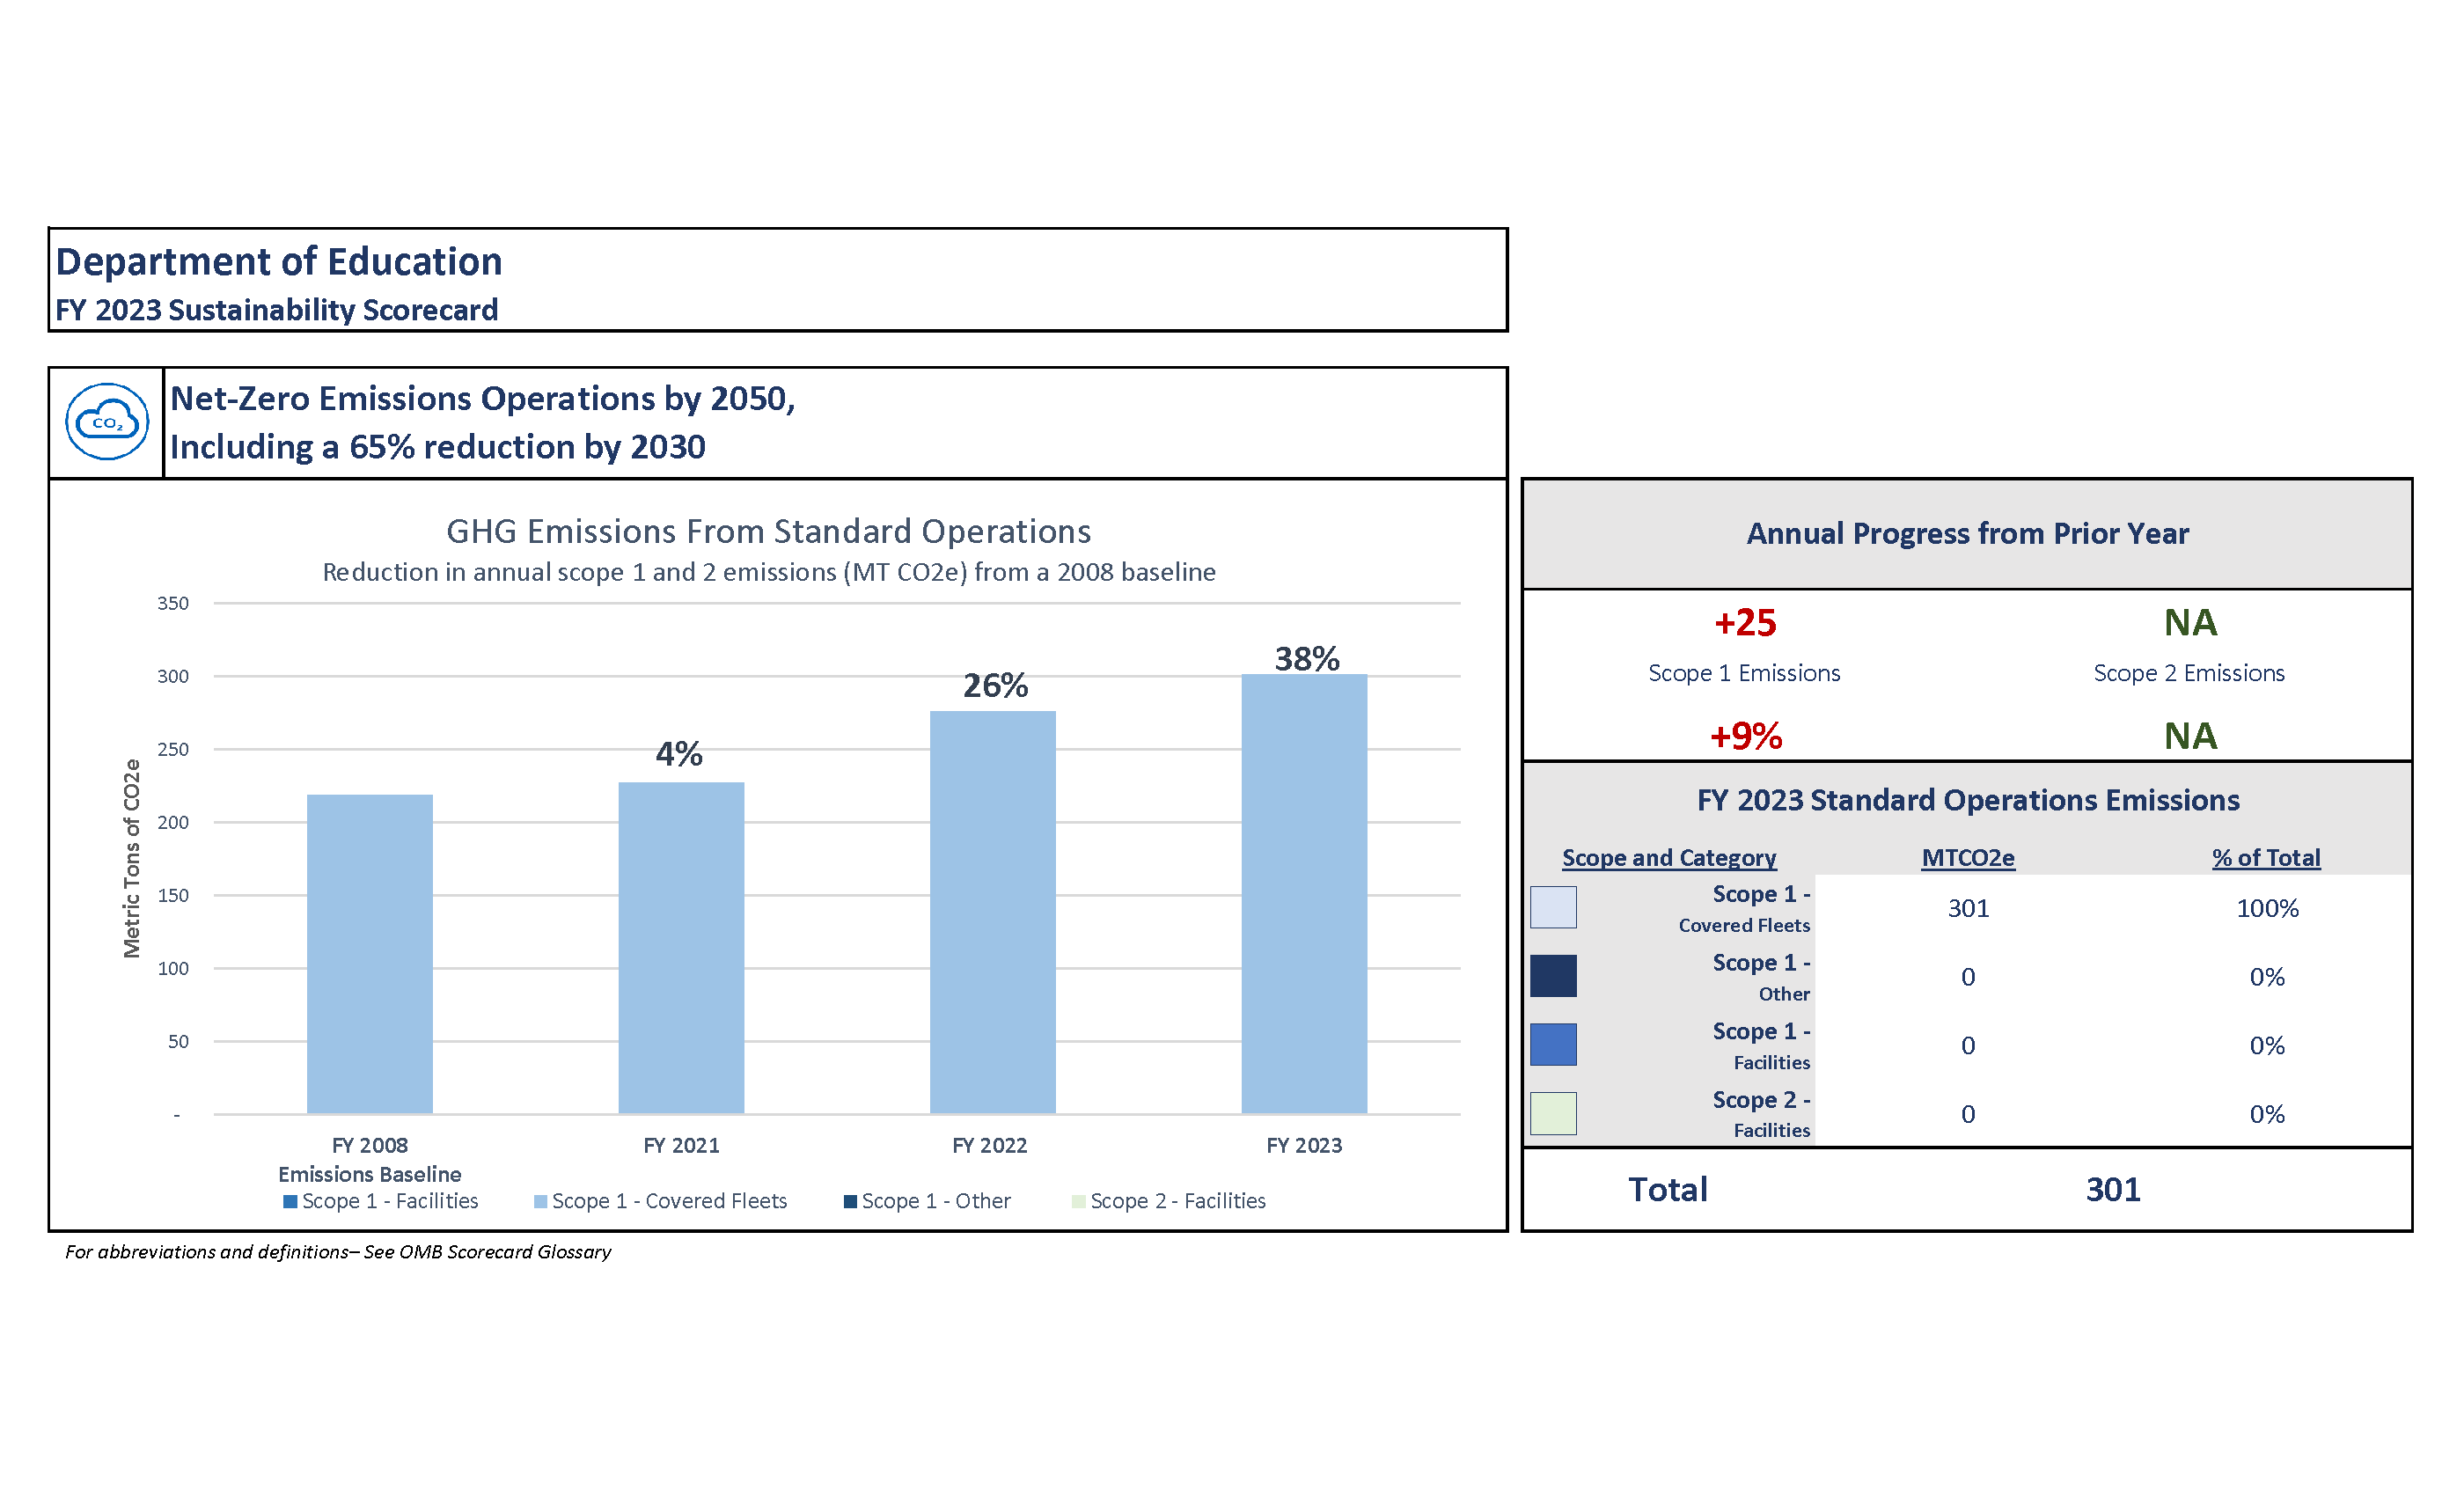 Department of Education
FY 2023 Sustainability Scorecard
CO2
Net-Zero Emissions Operations by 2050,
Including a 65% reduction by 2030
GHG Emissions From Standard Operations
Reduction in annual scope 1 and 2 emissions (MT CO2e) from a 2008 baseline
Metric Tons of CO2e
350
300
250
200
150
100
50
-
4%
26%
38%
FY 2008
Emissions Baseline
FY 2021
FY 2022
FY 2023
Scope 1 - Facilities
Scope 1 - Covered Fleets
Scope 1 - Other
Scope 2 - Facilities
For abbreviations and definitions– See OMB Scorecard Glossary
Annual Progress from Prior Year
+25 NA
Scope 1 Emissions Scope 2 Emissions
+9% NA
FY 2023 Standard Operations Emissions
Scope and Category MTCO2e % of Total
Scope 1 -
Covered Fleets 301 100%
Scope 1 -
Other 0 0%
Scope 1 -
Facilities 0 0%
Scope 2 -
Facilities 0 0%
Total 301